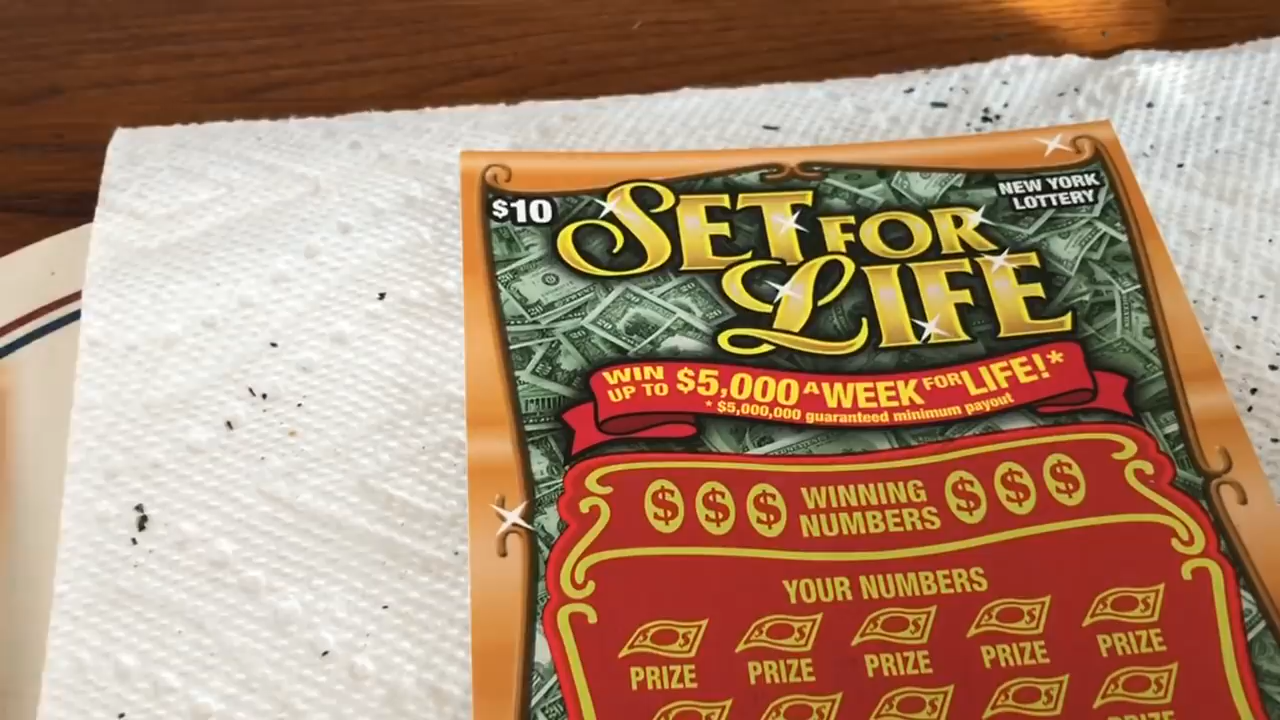 $10
NEW YORK
LOTTERY
SET FOR
LIFE
WIN
UP TO $5,000 A WEEK FOR LIFE!*
* $5,000,000 guaranteed minimum payout
$ $ $ WINNING
NUMBERS $ $ $
YOUR NUMBERS
PRIZE PRIZE PRIZE PRIZE PRIZE